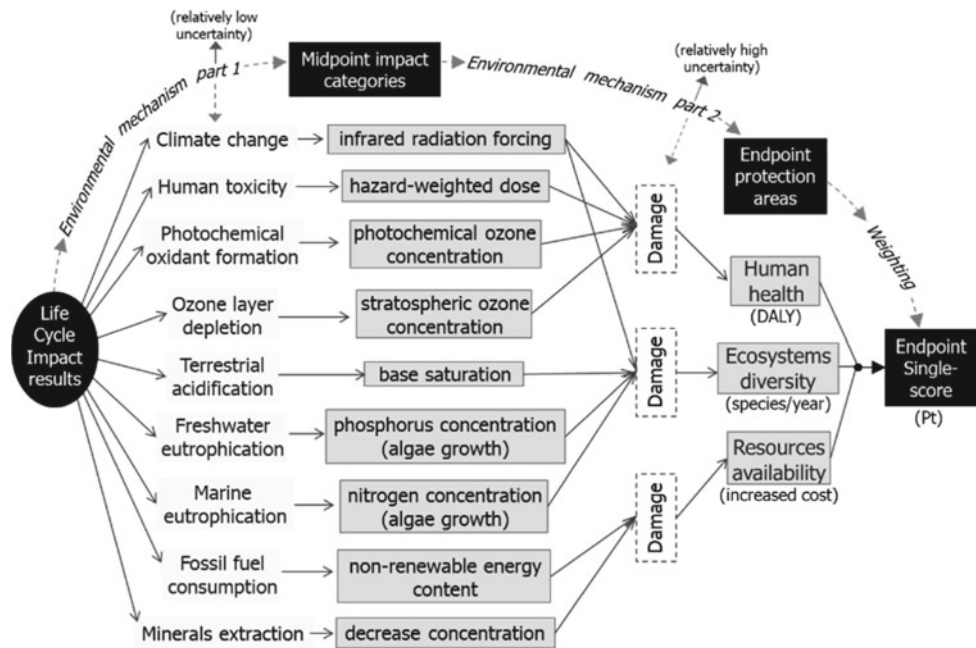 (relatively low
uncertainty)
Environmental mechanism part 1
Midpoint impact
categories
Environmental mechanism part 2
(relatively high
uncertainty)
Endpoint
protection
areas
Weighting
Life
Cycle
Impact
results
Climate change
infrared radiation forcing
Human toxicity
hazard-weighted dose
Photochemical
oxidant formation
photochemical ozone
concentration
Ozone layer
depletion
stratospheric ozone
concentration
Terrestrial
acidification
base saturation
Freshwater
eutrophication
phosphorus concentration
(algae growth)
Marine
eutrophication
nitrogen concentration
(algae growth)
Fossil fuel
consumption
non-renewable energy
content
Minerals extraction
decrease concentration
Damage
Damage
Damage
Human
health
(DALY)
Ecosystems
diversity
(species/year)
Resources
availability
(increased cost)
Endpoint
Single-
score
(Pt)